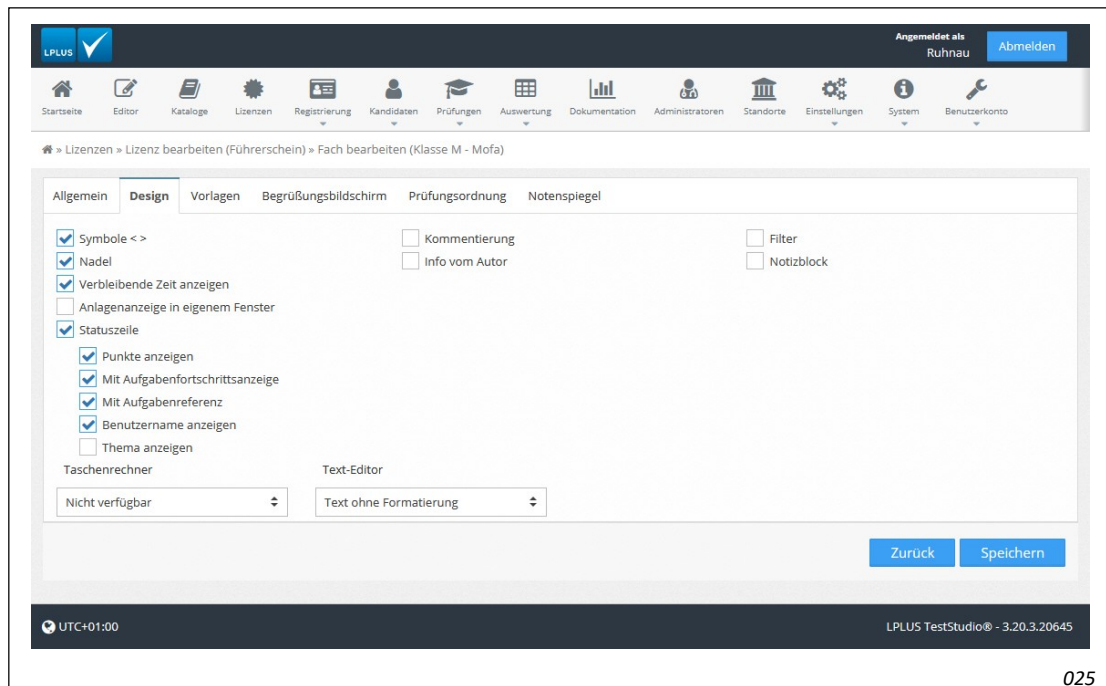 LPLUS
Angemeldet als
Ruhnau
Abmelden
Startseite Editor Kataloge Lizenzen Registrierung Kandidaten Prüfungen Auswertung Dokumentation Administratoren Standorte Einstellungen System Benutzerkonto
» Lizenzen » Lizenz bearbeiten (Führerschein) » Fach bearbeiten (Klasse M - Mofa)
Allgemein Design Vorlagen Begrüßungsbildschirm Prüfungsordnung Notenspiegel
Symbole < > Kommentierung Filter
Nadel Info vom Autor Notizblock
Verbleibende Zeit anzeigen
Anlagenanzeige in eigenem Fenster
Statuszeile
Punkte anzeigen
Mit Aufgabenfortschrittsanzeige
Mit Aufgabenreferenz
Benutzername anzeigen
Thema anzeigen
Taschenrechner Text-Editor
Nicht verfügbar Text ohne Formatierung
Zurück Speichern
UTC+01:00 LPLUS TestStudio® - 3.20.3.20645
025